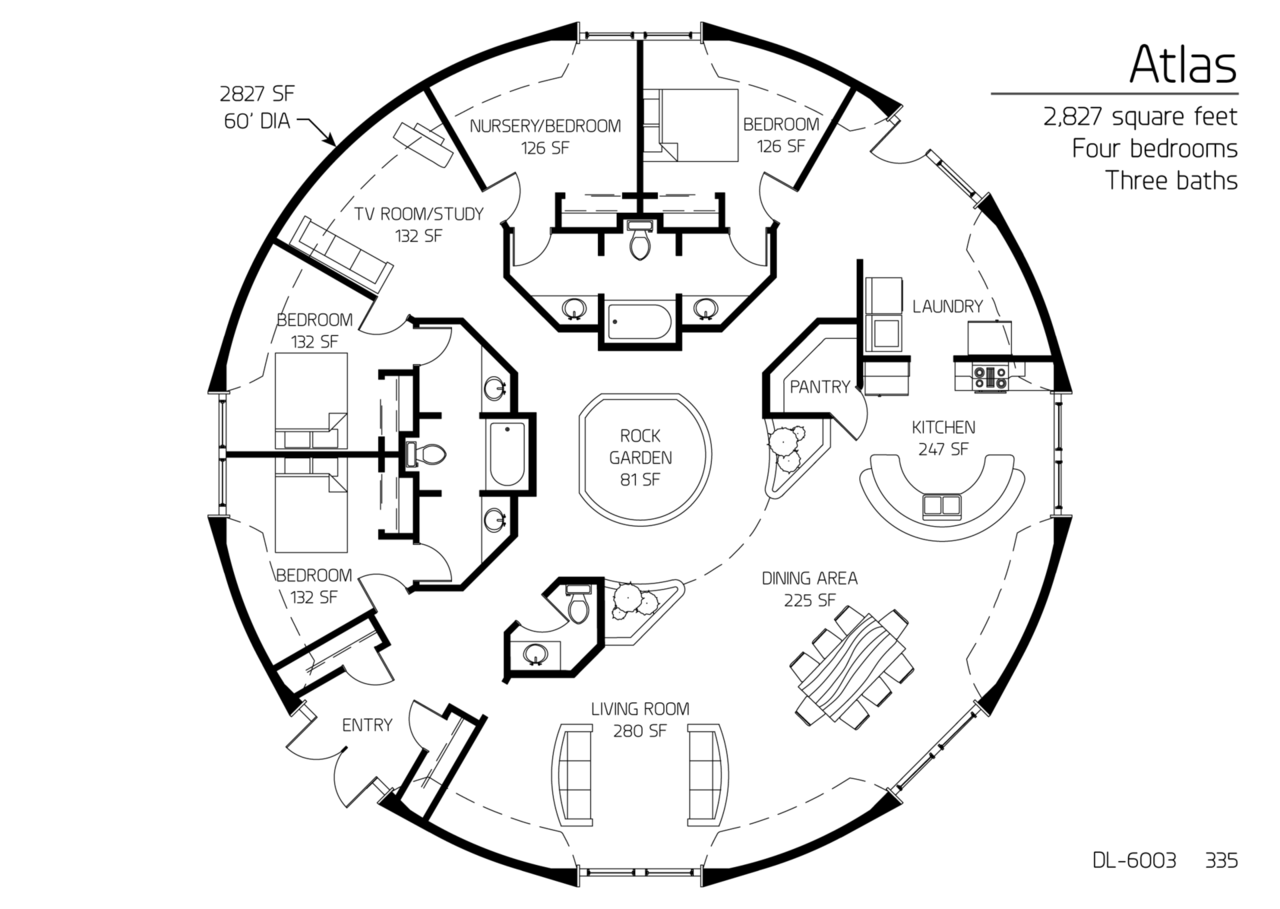 Atlas
2,827 square feet
Four bedrooms
Three baths
2827 SF
60' DIA
NURSERY/BEDROOM
126 SF
BEDROOM
126 SF
TV ROOM/STUDY
132 SF
LAUNDRY
BEDROOM
132 SF
PANTRY
KITCHEN
247 SF
ROCK
GARDEN
81 SF
BEDROOM
132 SF
DINING AREA
225 SF
ENTRY
LIVING ROOM
280 SF
DL-6003 335